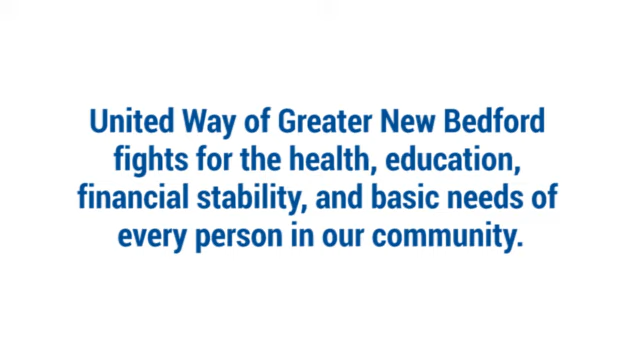 United Way of Greater New Bedford
fights for the health, education,
financial stability, and basic needs of
every person in our community.